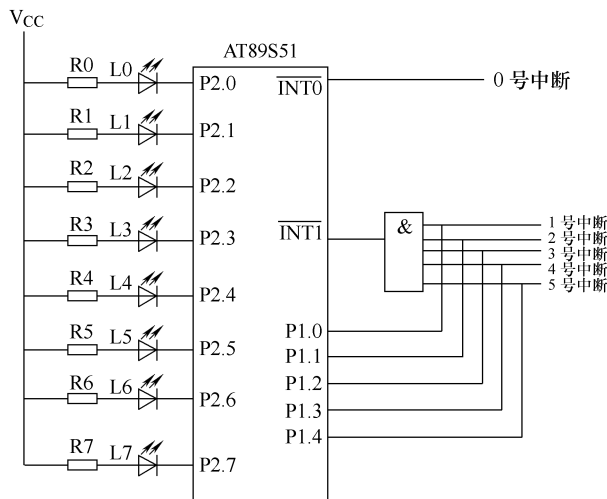 VCC
AT89S51
R0 L0 P2.0 INT0 0 号中断
R1 L1 P2.1
R2 L2 P2.2
R3 L3 P2.3 INT1 & 1 号中断
2 号中断
3 号中断
4 号中断
5 号中断
R4 L4 P2.4
R5 L5 P2.5 P1.0
P1.1
R6 L6 P2.6 P1.2
P1.3
P1.4
R7 L7 P2.7